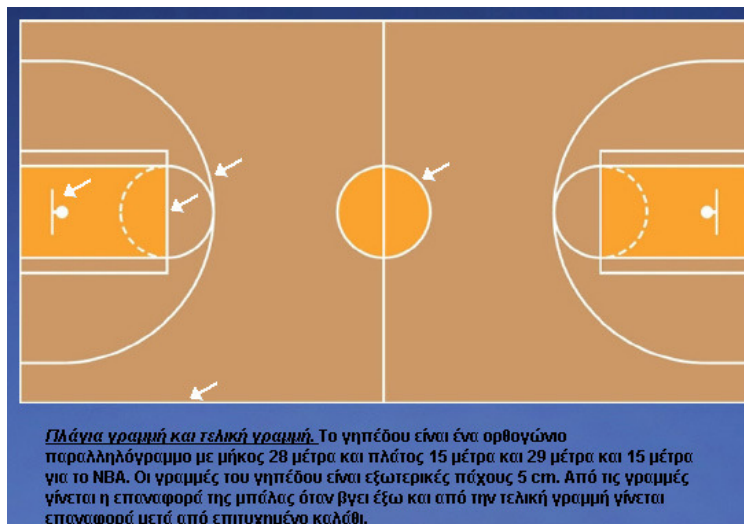 Πλάγια γραμμή και τελική γραμμή. Το γηπέδου είναι ένα ορθογώνιο
παραλληλόγραμο με μήκος 28 μέτρα και πλάτος 15 μέτρα και 29 μέτρα και 15 μέτρα
για το NBA. Οι γραμμές του γηπέδου είναι εξωτερικές πάχους 5 cm. Από τις γραμμές
γίνεται η επαναφορά της μπάλας όταν βγει έξω και από την τελική γραμμή γίνεται
επαναφορά μετά από επιτυχημένο καλάθι.